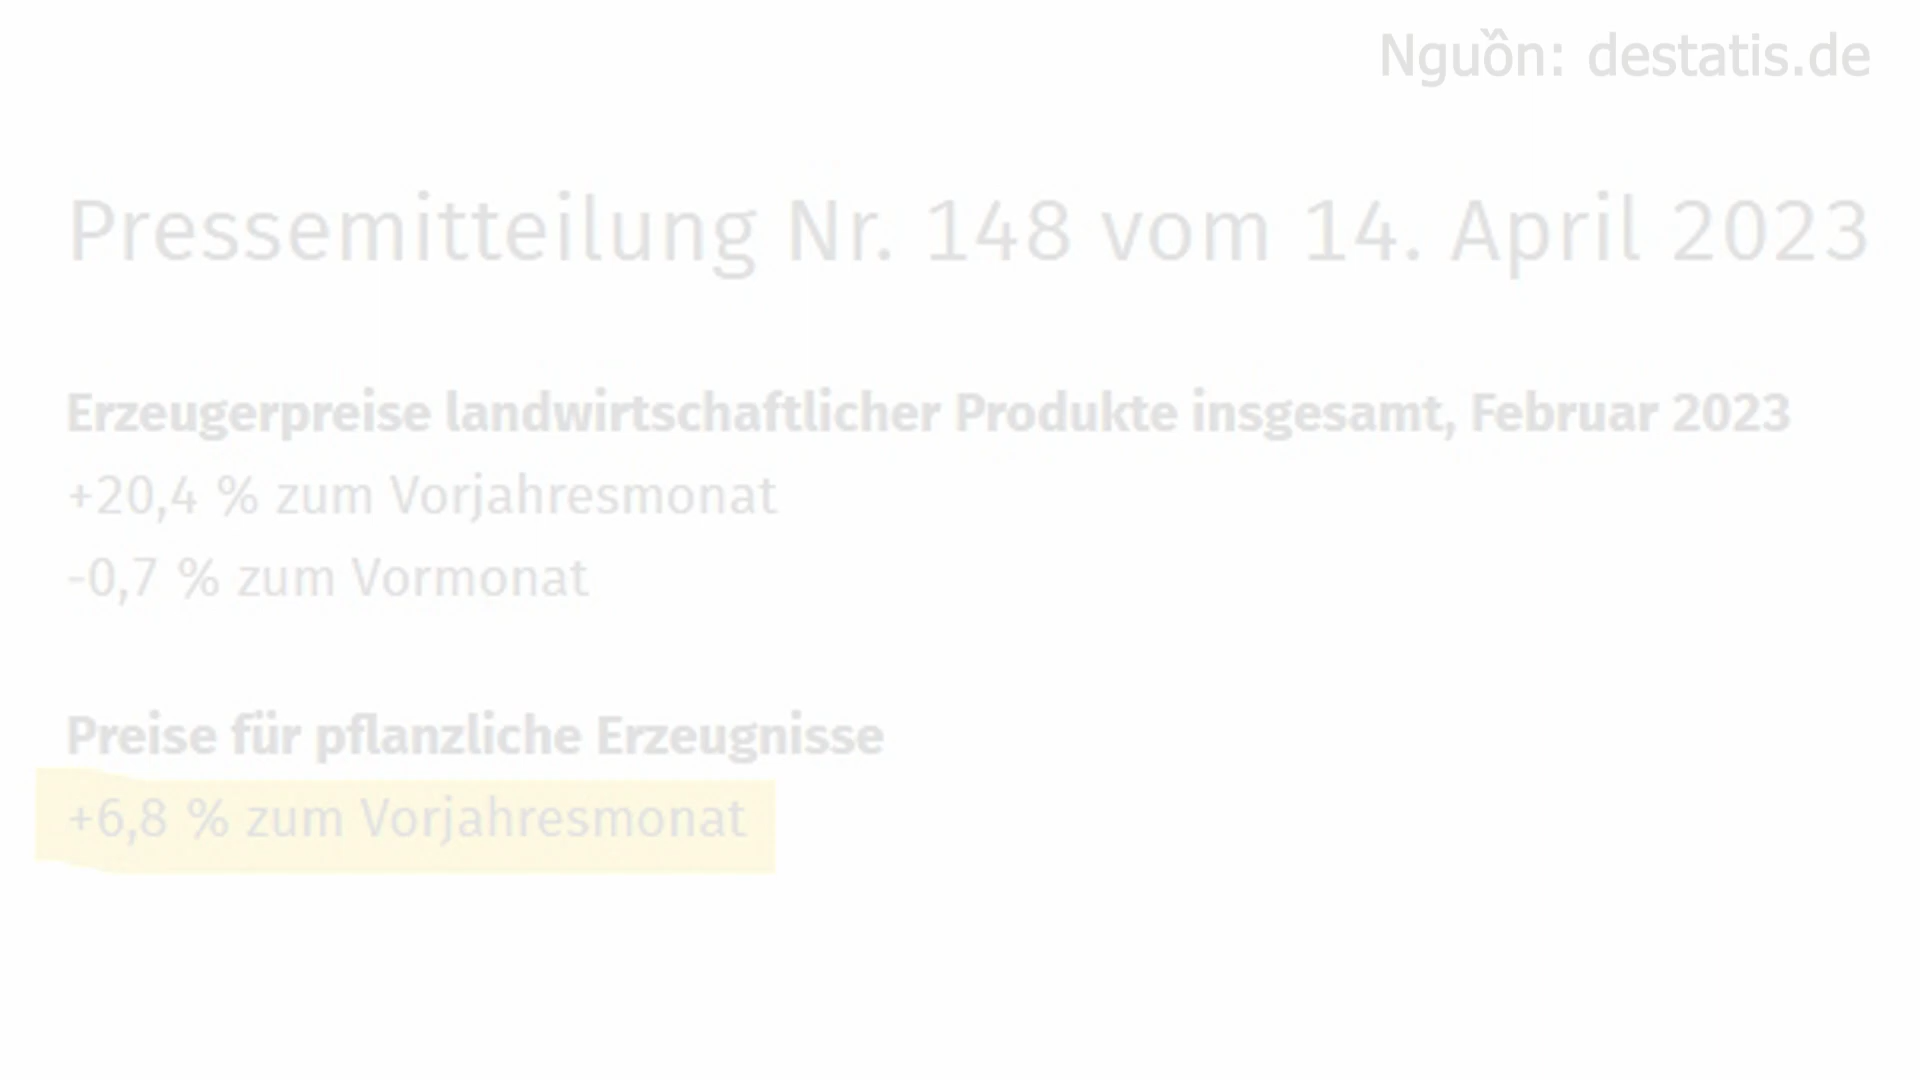 Nguồn: destatis.de
Pressemitteilung Nr. 148 vom 14. April 2023
Erzeugerpreise landwirtschaftlicher Produkte insgesamt, Februar 2023
+20,4 % zum Vorjahresmonat
-0,7 % zum Vormonat
Preise für pflanzliche Erzeugnisse
+6,8 % zum Vorjahresmonat